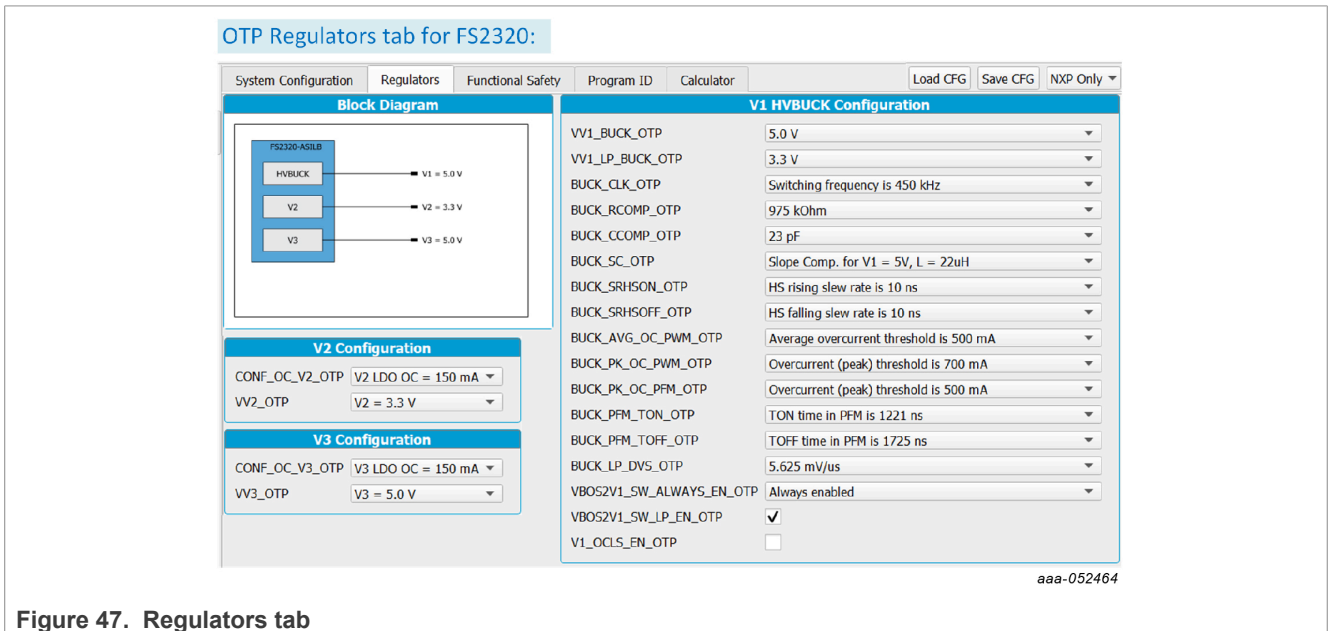 OTP Regulators tab for FS2320:
System Configuration Regulators Functional Safety Program ID Calculator Load CFG Save CFG NXP Only
Block Diagram
FS2320-ASILB
HVBUCK V1 = 5.0 V
V2 V2 = 3.3 V
V3 V3 = 5.0 V
V2 Configuration
CONF_OC_V2_OTP V2 LDO OC = 150 mA
VV2_OTP V2 = 3.3 V
V3 Configuration
CONF_OC_V3_OTP V3 LDO OC = 150 mA
VV3_OTP V3 = 5.0 V
V1 HVBUCK Configuration
VV1_BUCK_OTP 5.0 V
VV1_LP_BUCK_OTP 3.3 V
BUCK_CLK_OTP Switching frequency is 450 kHz
BUCK_RCOMP_OTP 975 kOhm
BUCK_CCOMP_OTP 23 pF
BUCK_SC_OTP Slope Comp. for V1 = 5V, L = 22uH
BUCK_SRHSON_OTP HS rising slew rate is 10 ns
BUCK_SRHSOFF_OTP HS falling slew rate is 10 ns
BUCK_AVG_OC_PWM_OTP Average overcurrent threshold is 500 mA
BUCK_PK_OC_PWM_OTP Overcurrent (peak) threshold is 700 mA
BUCK_PK_OC_PFM_OTP Overcurrent (peak) threshold is 500 mA
BUCK_PFM_TON_OTP TON time in PFM is 1221 ns
BUCK_PFM_TOFF_OTP TOFF time in PFM is 1725 ns
BUCK_LP_DVS_OTP 5.625 mV/us
VBOS2V1_SW_ALWAYS_EN_OTP Always enabled
VBOS2V1_SW_LP_EN_OTP
V1_OCLS_EN_OTP
aaa-052464
Figure 47. Regulators tab